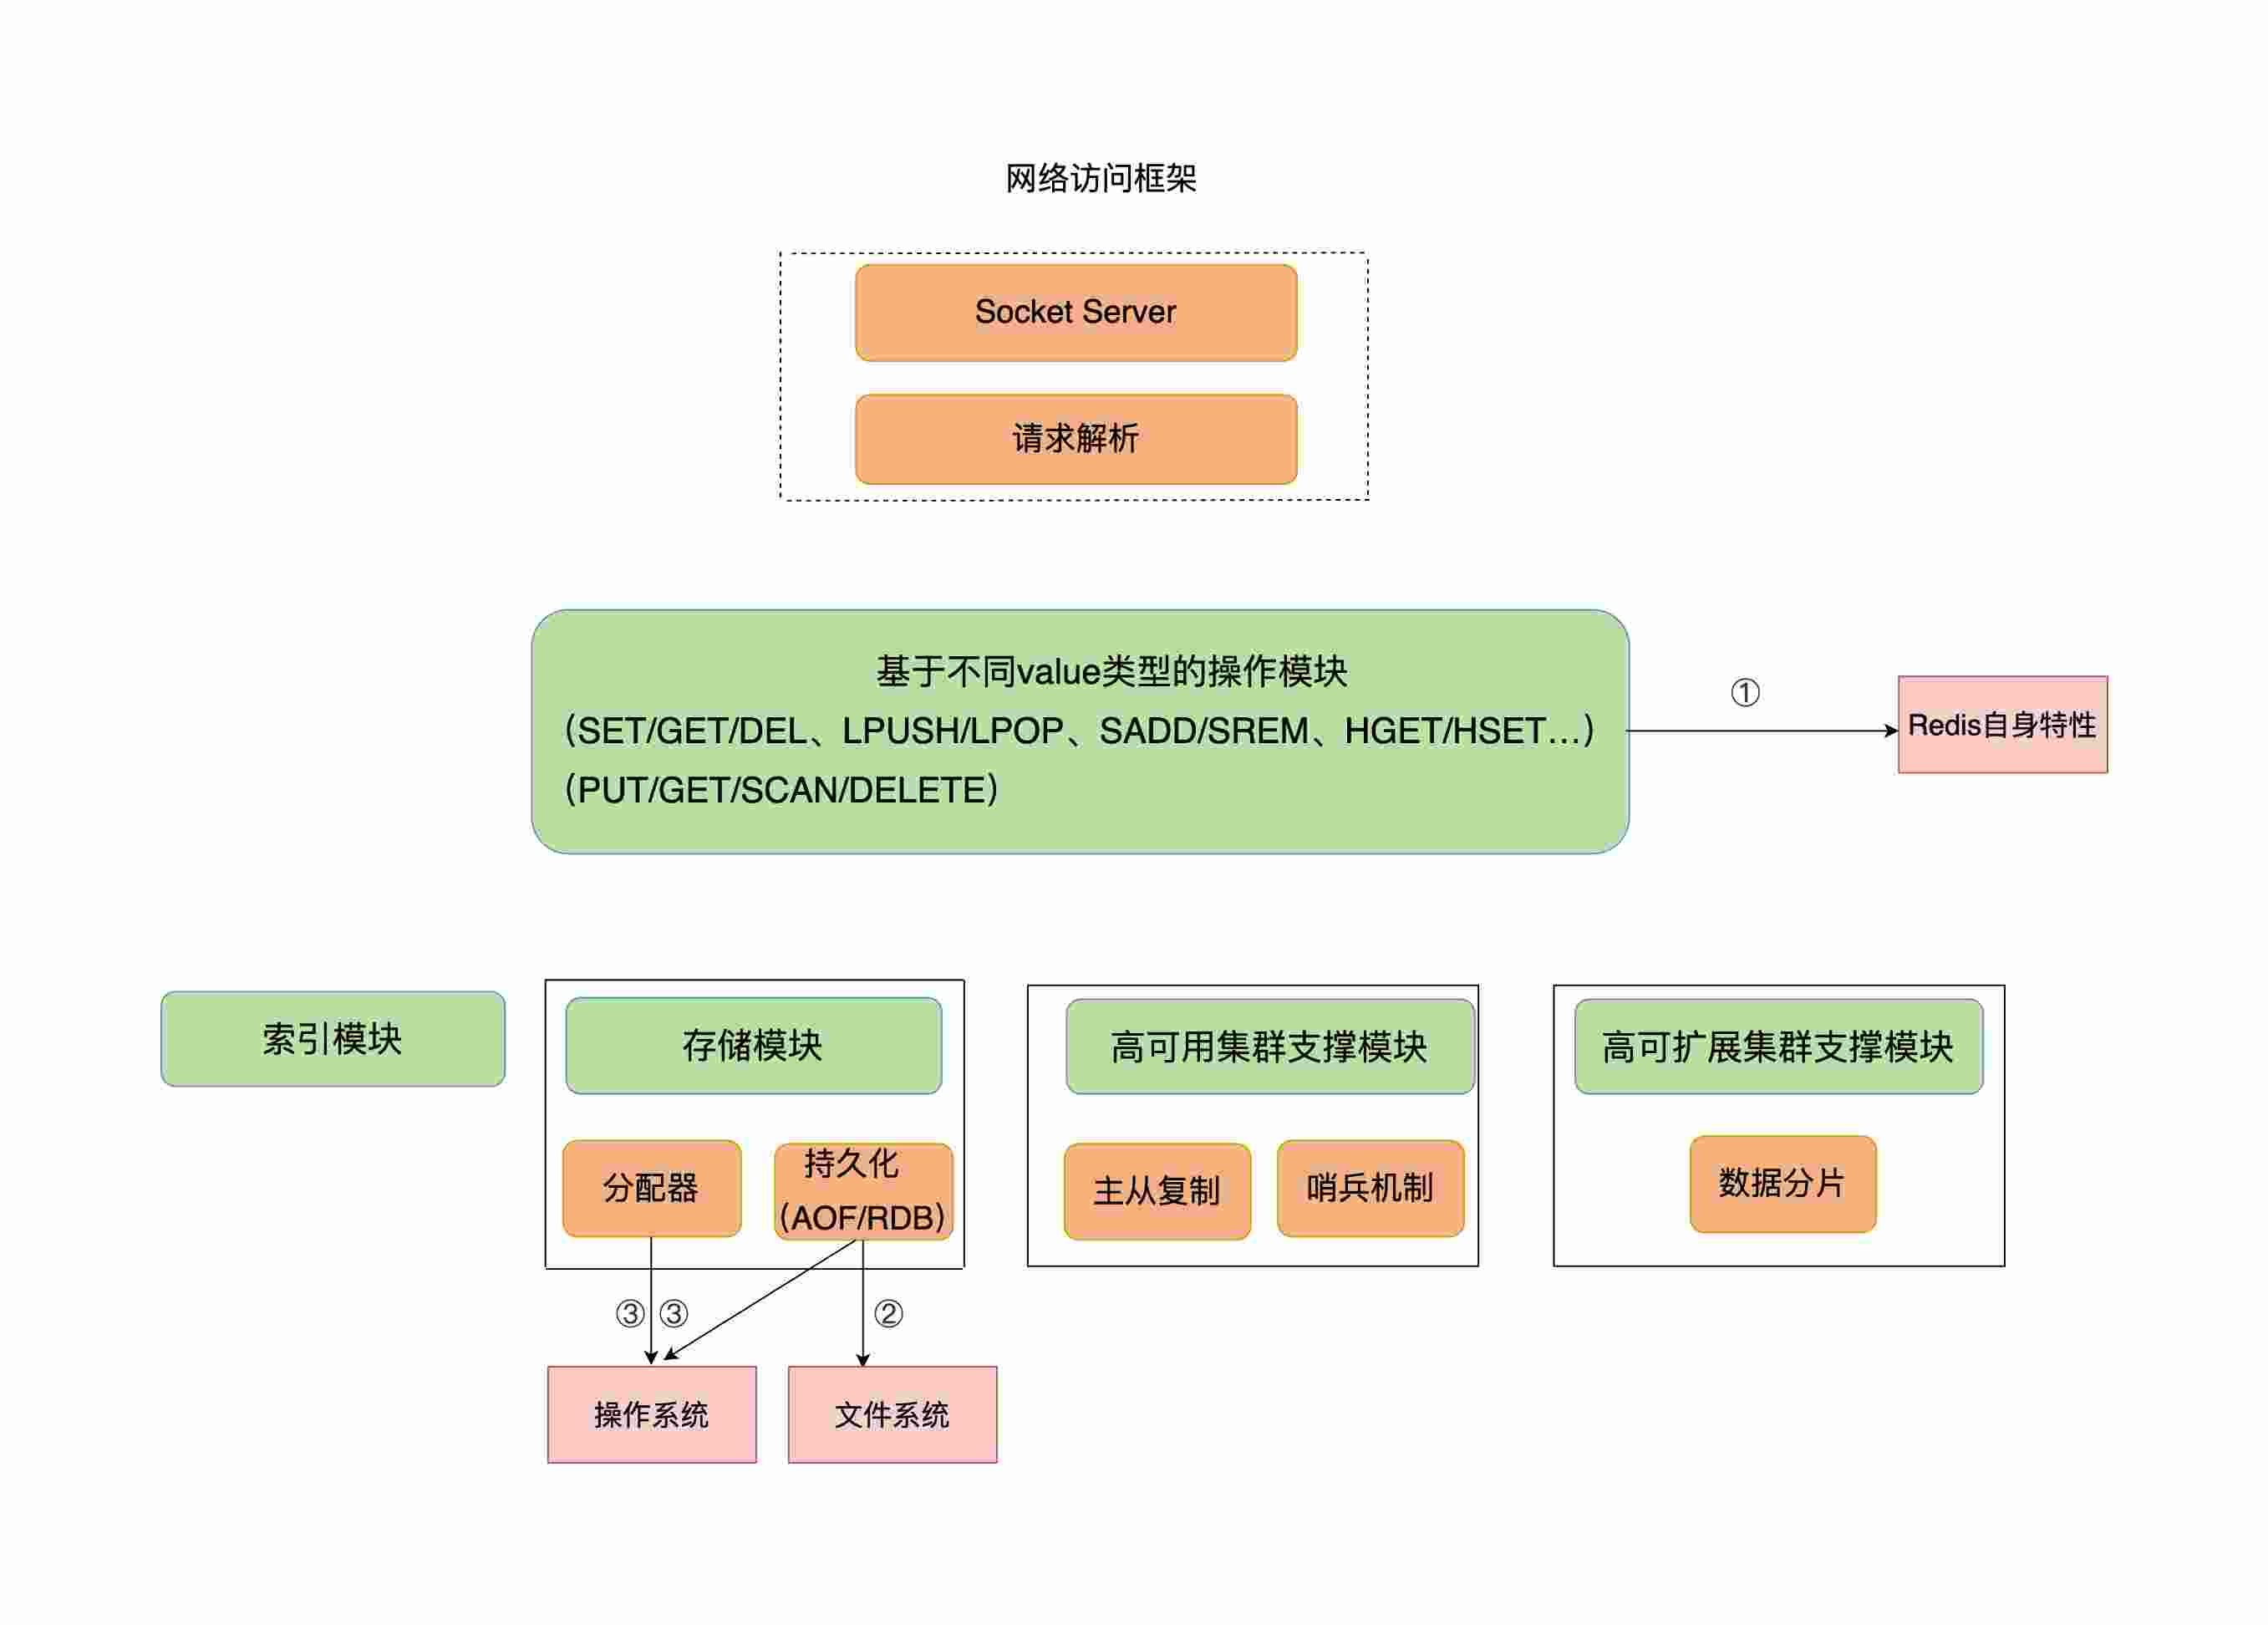 网络访问框架
Socket Server
请求解析
基于不同value类型的操作模块
（SET/GET/DEL、LPUSH/LPOP、SADD/SREM、HGET/HSET...）
（PUT/GET/SCAN/DELETE）
①
Redis自身特性
索引模块
存储模块
高可用集群支撑模块
高可扩展集群支撑模块
分配器
持久化
（AOF/RDB）
主从复制
哨兵机制
数据分片
③
③
②
操作系统
文件系统